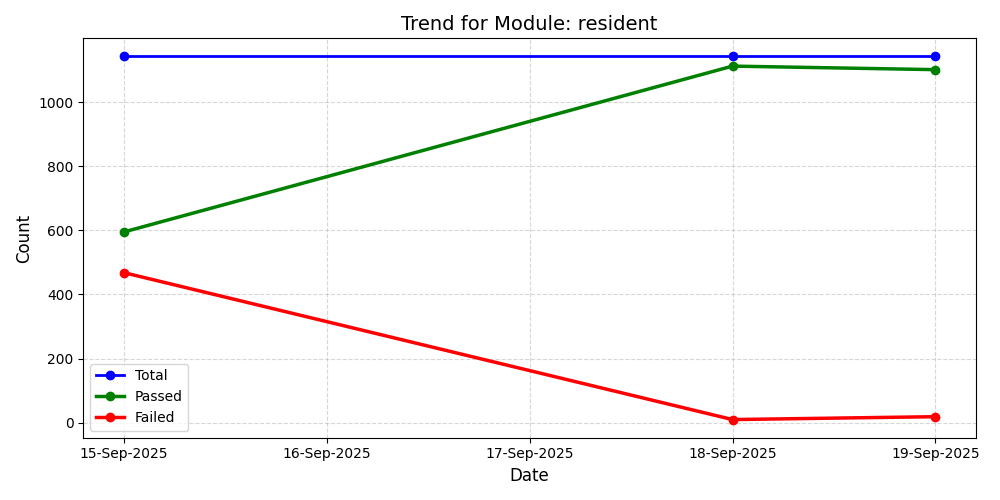 Trend for Module: resident
Count
1000
800
600
400
200
0
Total
Passed
Failed
15-Sep-2025
16-Sep-2025
17-Sep-2025
18-Sep-2025
19-Sep-2025
Date